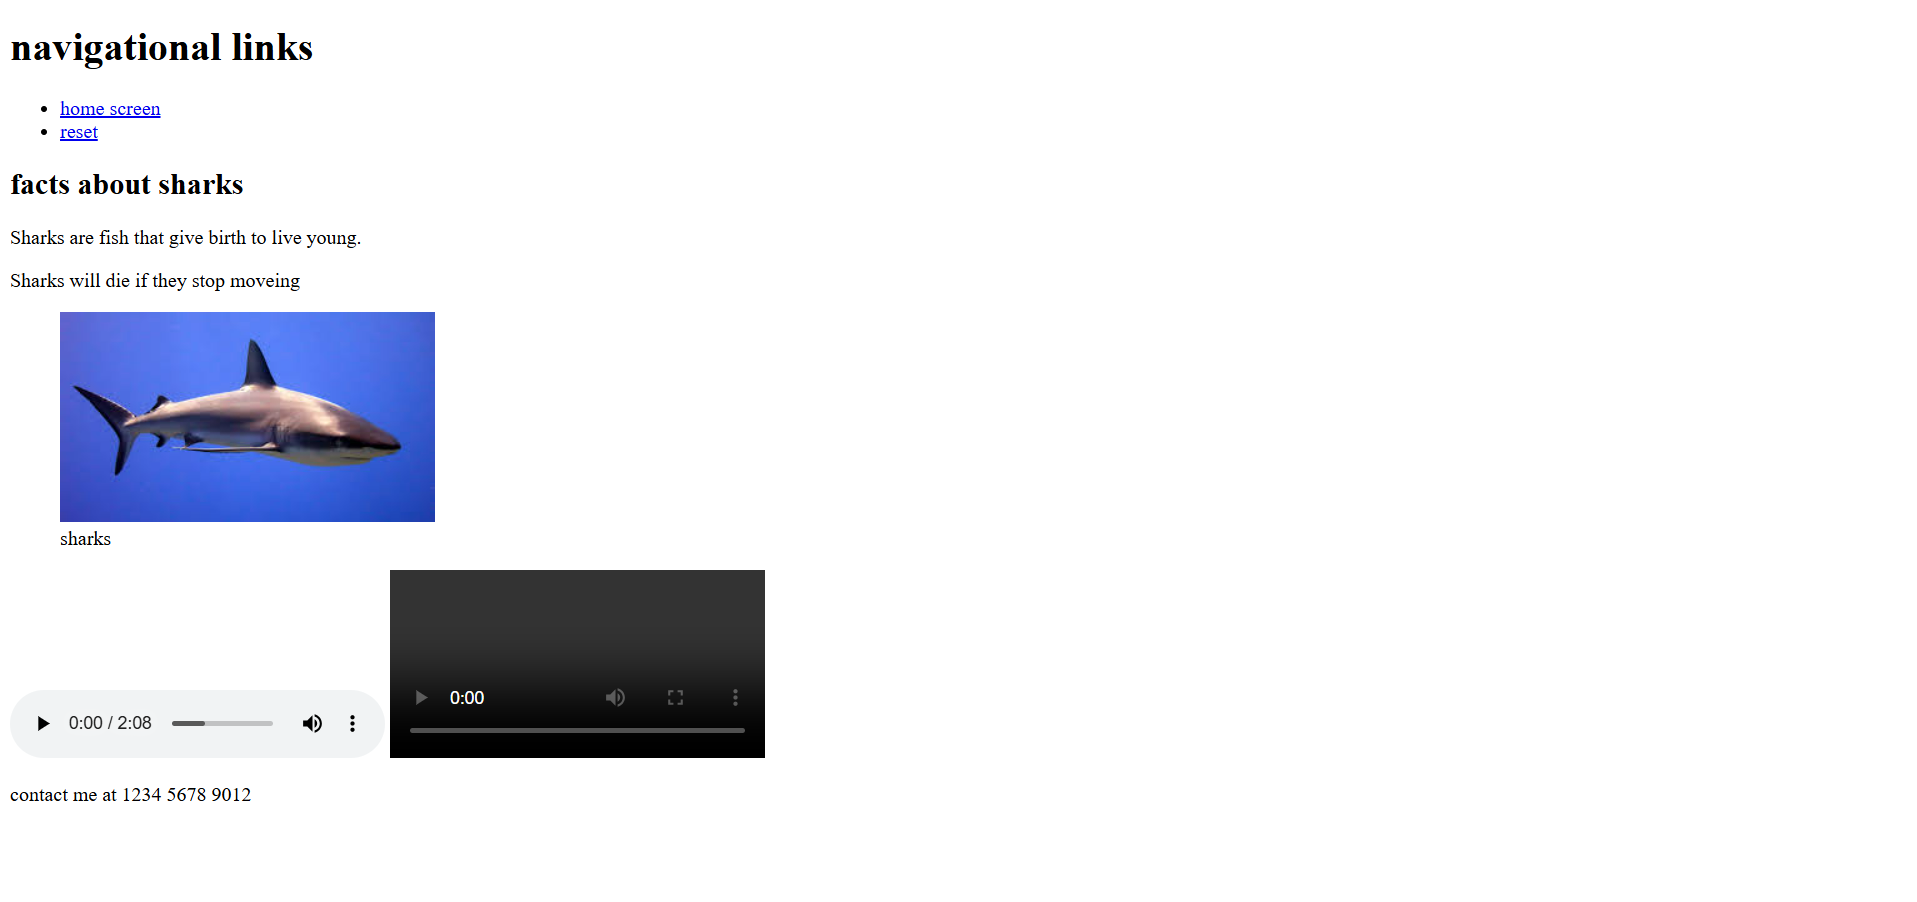 navigational links
home screen
reset
facts about sharks
Sharks are fish that give birth to live young.
Sharks will die if they stop moveing
sharks
0:00 / 2:08
0:00
contact me at 1234 5678 9012